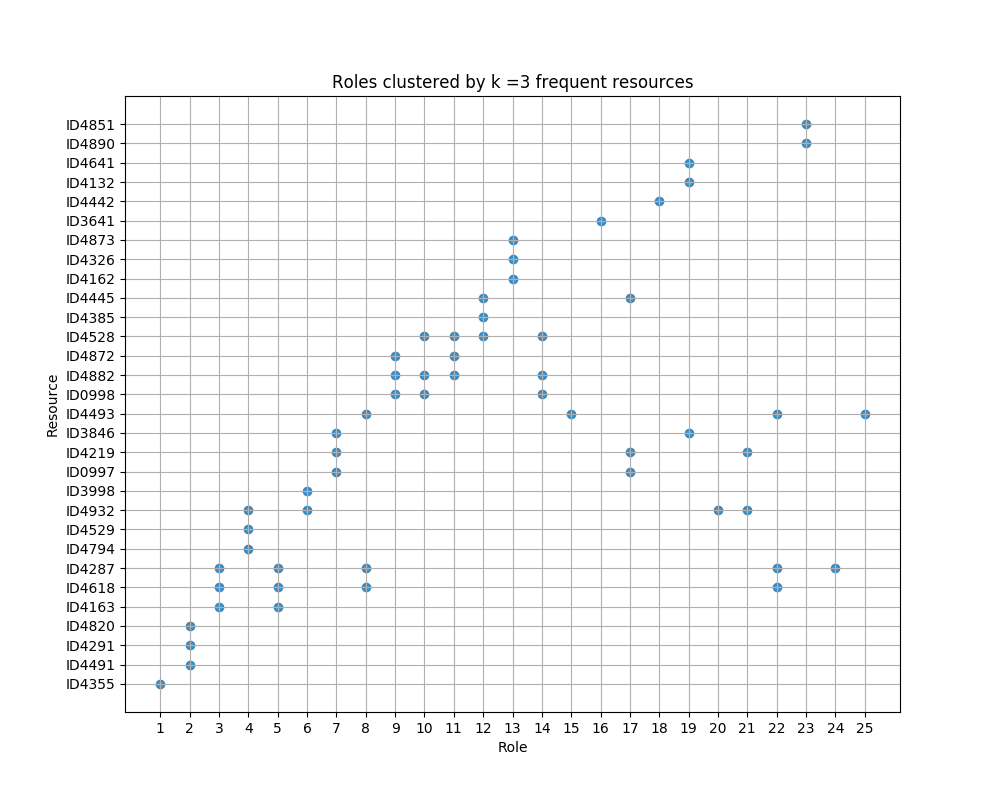 Roles clustered by k =3 frequent resources
ID4851
ID4890
ID4641
ID4132
ID4442
ID3641
ID4873
ID4326
ID4162
ID4445
ID4385
ID4528
ID4872
ID4882
ID0998
ID4493
ID3846
ID4219
ID0997
ID3998
ID4932
ID4529
ID4794
ID4287
ID4618
ID4163
ID4820
ID4291
ID4491
ID4355
Resource
1 2 3 4 5 6 7 8 9 10 11 12 13 14 15 16 17 18 19 20 21 22 23 24 25
Role